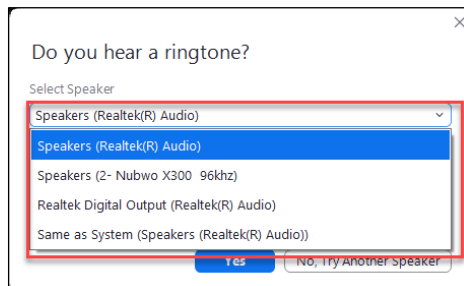 Do you hear a ringtone?
Select Speaker
Speakers (Realtek(R) Audio)
Speakers (Realtek(R) Audio)
Speakers (2- Nubwo X300  96khz)
Realtek Digital Output (Realtek(R) Audio)
Same as System (Speakers (Realtek(R) Audio))
Yes
No, Try Another Speaker